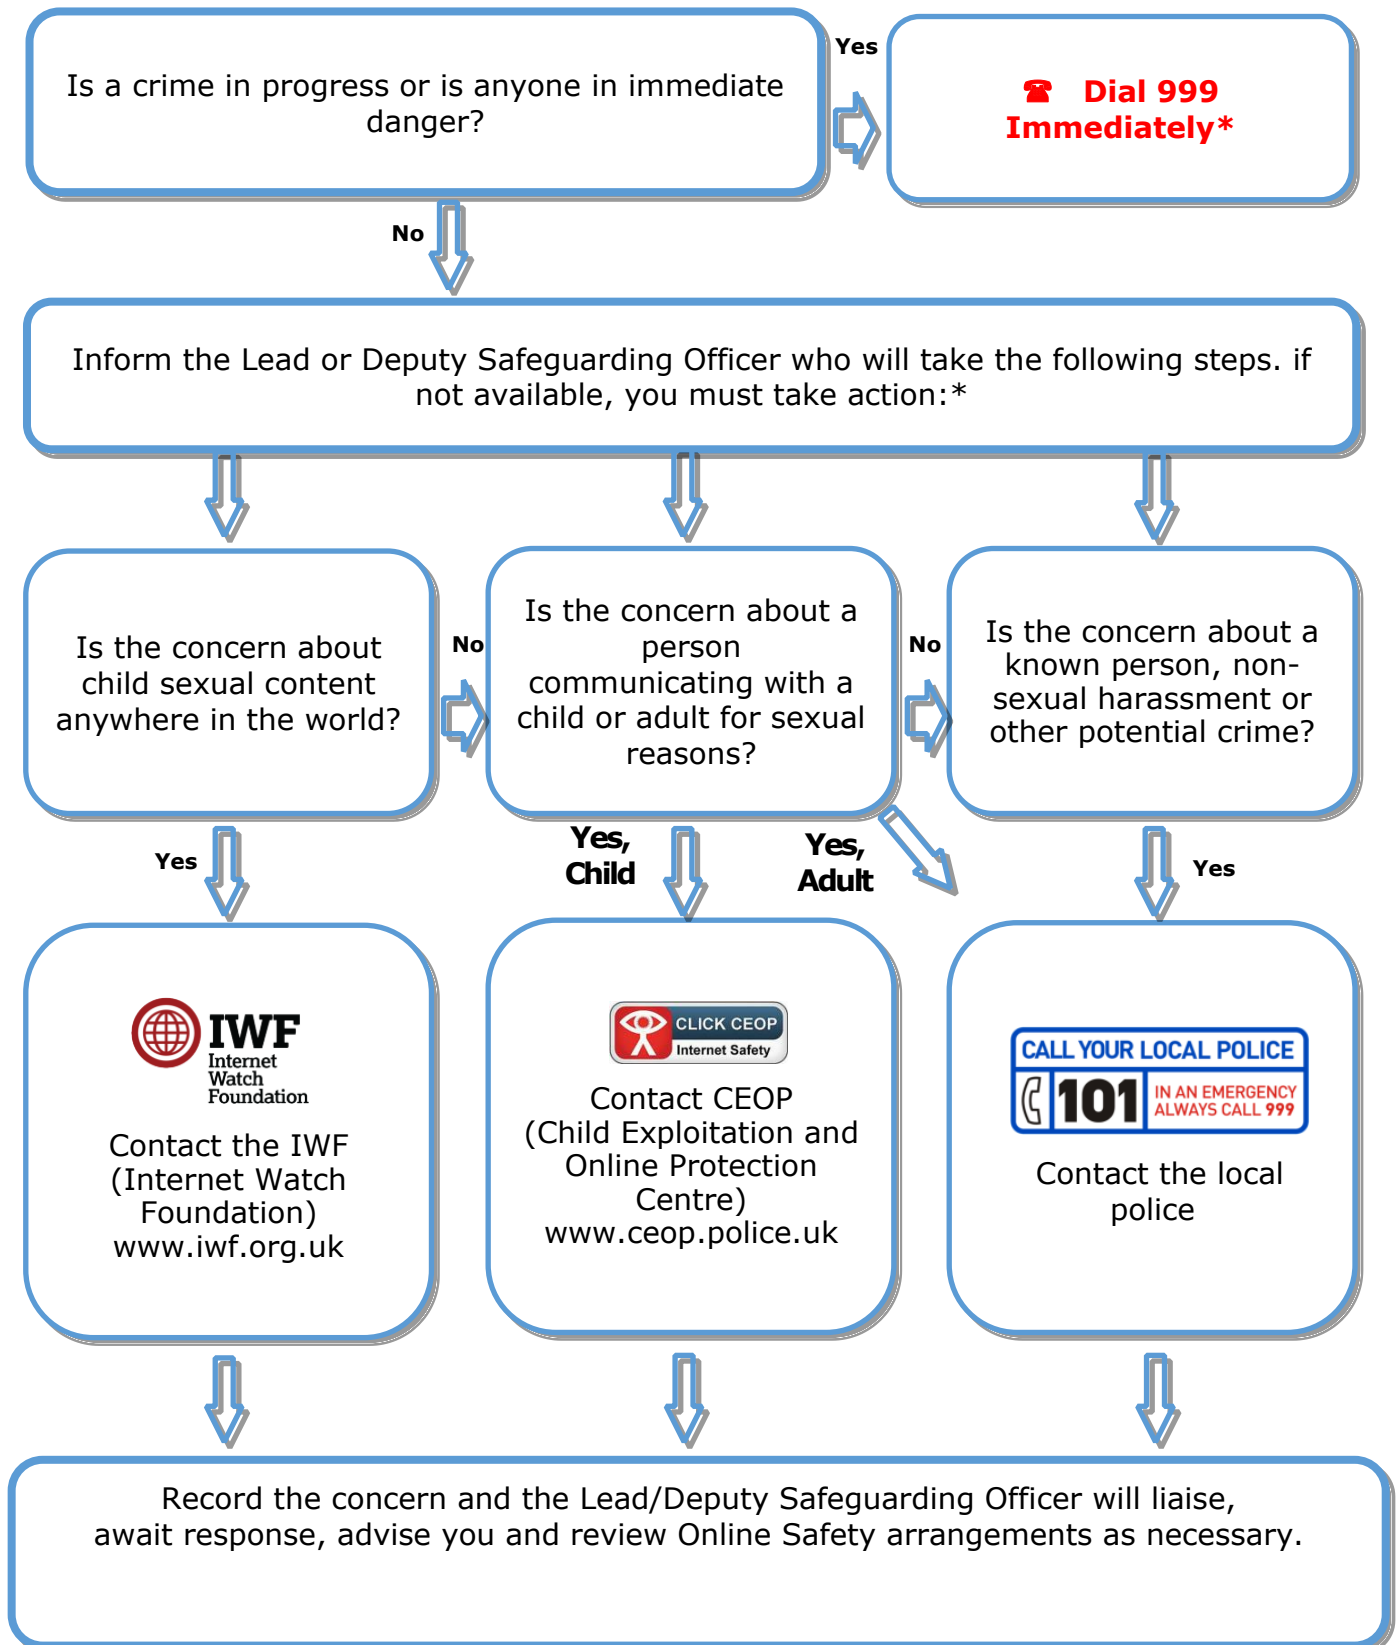 Is a crime in progress or is anyone in immediate
danger?
Yes
☎ Dial 999
Immediately*
No
Inform the Lead or Deputy Safeguarding Officer who will take the following steps. if
not available, you must take action:*
Is the concern about
child sexual content
anywhere in the world?
No
Is the concern about a
person
communicating with a
child or adult for sexual
reasons?
No
Is the concern about a
known person, non-
sexual harassment or
other potential crime?
Yes
Yes,
Child
Yes,
Adult
Yes
IWF
Internet
Watch
Foundation
Contact the IWF
(Internet Watch
Foundation)
www.iwf.org.uk
CLICK CEOP
Internet Safety
Contact CEOP
(Child Exploitation and
Online Protection
Centre)
www.ceop.police.uk
CALL YOUR LOCAL POLICE
101
IN AN EMERGENCY
ALWAYS CALL 999
Contact the local
police
Record the concern and the Lead/Deputy Safeguarding Officer will liaise,
await response, advise you and review Online Safety arrangements as necessary.